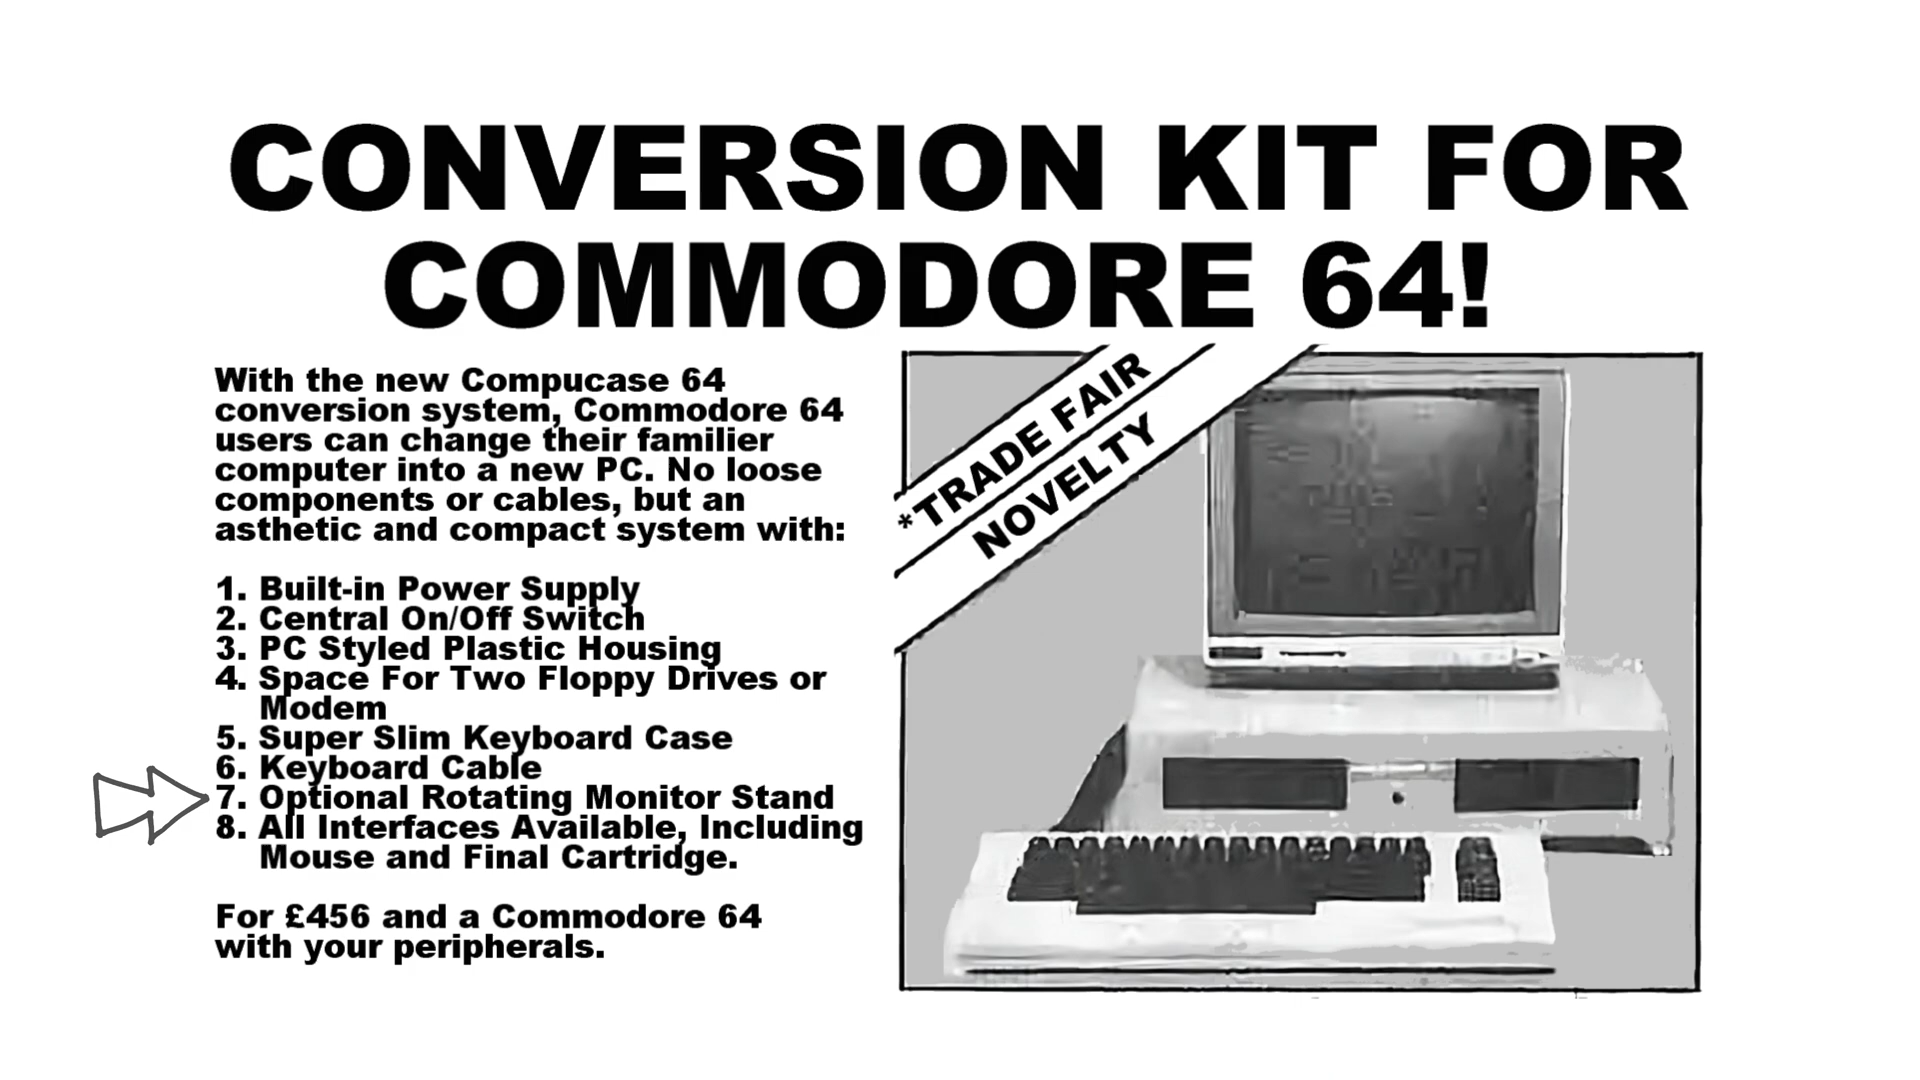 CONVERSION KIT FOR
COMMODORE 64!
With the new Compucase 64
conversion system, Commodore 64
users can change their familier
computer into a new PC. No loose
components or cables, but an
asthetic and compact system with:
1. Built-in Power Supply
2. Central On/Off Switch
3. PC Styled Plastic Housing
4. Space For Two Floppy Drives or
Modem
5. Super Slim Keyboard Case
6. Keyboard Cable
7. Optional Rotating Monitor Stand
8. All Interfaces Available, Including
Mouse and Final Cartridge.
For £456 and a Commodore 64
with your peripherals.
*TRADE FAIR
NOVELTY